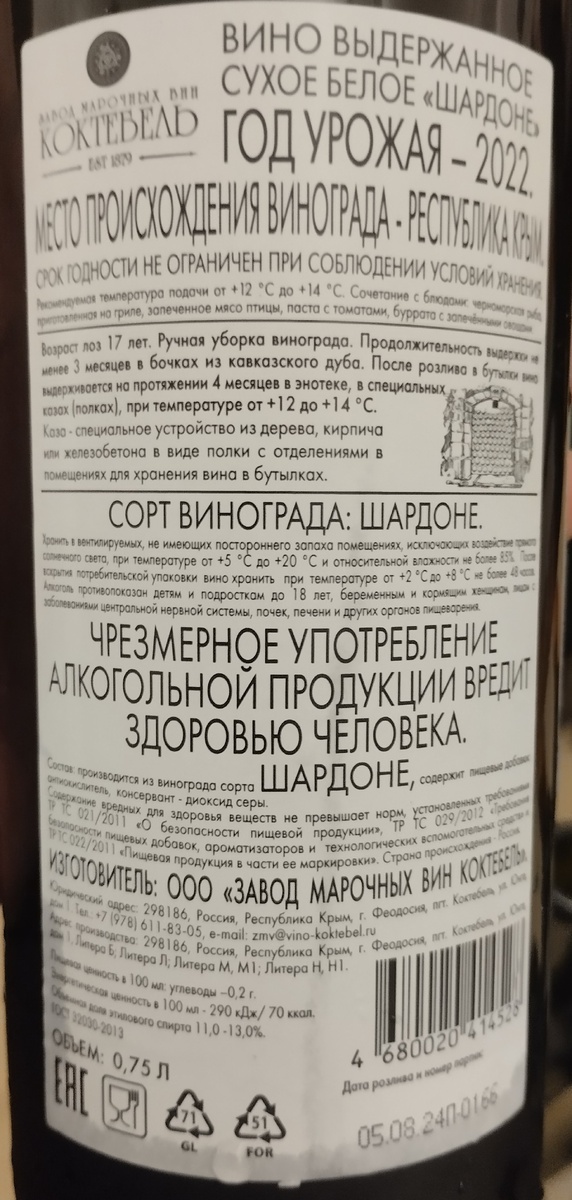 ЗАВОД МАРОЧНЫХ ВИН
КОКТЕБЕЛЬ
EST 1879
ВИНО ВЫДЕРЖАННОЕ
СУХОЕ БЕЛОЕ «ШАРДОНЕ»
ГОД УРОЖАЯ – 2022.
МЕСТО ПРОИСХОЖДЕНИЯ ВИНОГРАДА - РЕСПУБЛИКА КРЫМ.
СРОК ГОДНОСТИ НЕ ОГРАНИЧЕН ПРИ СОБЛЮДЕНИИ УСЛОВИЙ ХРАНЕНИЯ.
Рекомендуемая температура подачи от +12 °С до +14 °С. Сочетание с блюдами: черноморская рыба,
приготовленная на гриле, запеченное мясо птицы, паста с томатами, буррата с запечёнными овощами
Возраст лоз 17 лет. Ручная уборка винограда. Продолжительность выдержки не
менее 3 месяцев в бочках из кавказского дуба. После розлива в бутылки вино
выдерживается на протяжении 4 месяцев в энотеке, в специальных
казах (полках), при температуре от +12 до +14 °С.
Каза - специальное устройство из дерева, кирпича
или железобетона в виде полки с отделениями в
помещениях для хранения вина в бутылках.
СОРТ ВИНОГРАДА: ШАРДОНЕ.
Хранить в вентилируемых, не имеющих постороннего запаха помещениях, исключающих воздействие прямого
солнечного света, при температуре от +5 °С до +20 °С и относительной влажности не более 85%. После
вскрытия потребительской упаковки вино хранить при температуре от +2 °С до +8 °С не более 48 часов.
Алкоголь противопоказан детям и подросткам до 18 лет, беременным и кормящим женщинам, лицам с
заболеваниями центральной нервной системы, почек, печени и других органов пищеварения.
ЧРЕЗМЕРНОЕ УПОТРЕБЛЕНИЕ
АЛКОГОЛЬНОЙ ПРОДУКЦИИ ВРЕДИТ
ЗДОРОВЬЮ ЧЕЛОВЕКА.
Состав: производится из винограда сорта ШАРДОНЕ, содержит пищевые добавки:
антиокислитель, консервант - диоксид серы.
Содержание вредных для здоровья веществ не превышает норм, установленных требованиями
ТР ТС 021/2011 «О безопасности пищевой продукции», ТР ТС 029/2012 «Требования
безопасности пищевых добавок, ароматизаторов и технологических вспомогательных средств» и
ТР ТС 022/2011 «Пищевая продукция в части ее маркировки». Страна происхождения - Россия.
ИЗГОТОВИТЕЛЬ: ООО «ЗАВОД МАРОЧНЫХ ВИН КОКТЕБЕЛЬ».
Юридический адрес: 298186, Россия, Республика Крым, г. Феодосия, пгт. Коктебель, ул.
дом 1 Тел. +7 (978) 611-83-05, e-mail: zmv@vino-koktebel.ru
Адрес производства: 298186, Россия, Республика Крым, г. Феодосия, пгт. Коктебель, ул.
дом 1, Литера Б; Литера Л; Литера М, М1; Литера Н, Н1.
Пищевая ценность в 100 мл: углеводы –0,2 г.
Энергетическая ценность в 100 мл - 290 кДж/ 70 ккал.
Объемная доля этилового спирта 11,0 -13,0%.
ГОСТ 32030-2013
ОБЪЕМ: 0,75 Л
ЕАС
71
GL
51
FOR
4 680020 414528
Дата розлива и номер партии:
05.08.24П-0166